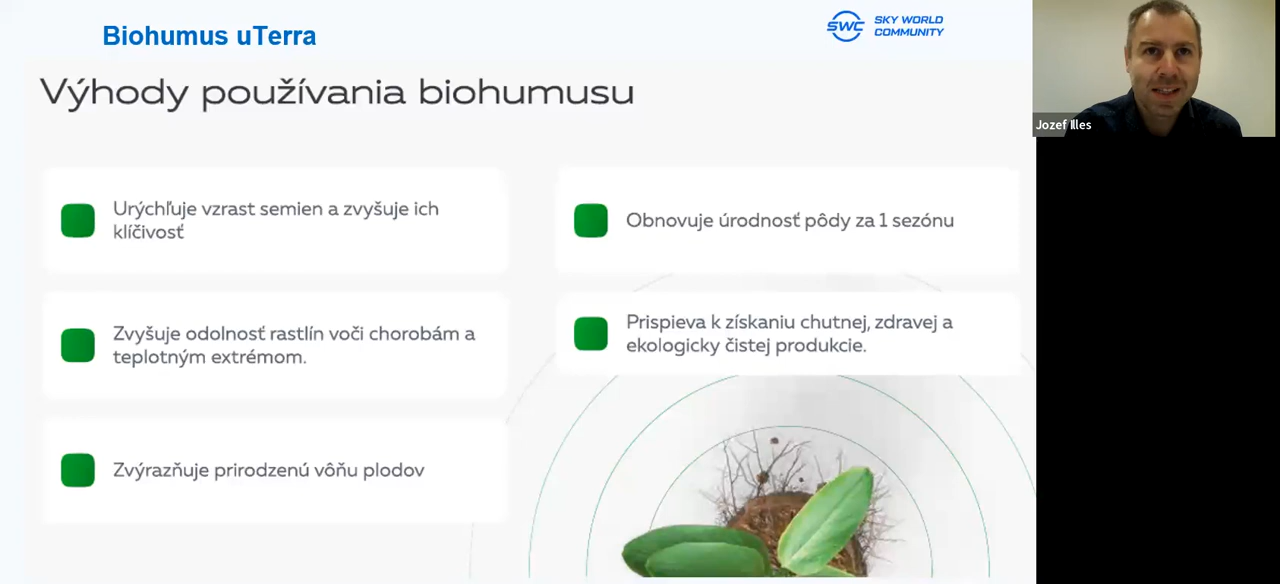 Biohumus uTerra
SWC
SKY WORLD
COMMUNITY
Výhody používania biohumusu
Urýchľuje vzrast semien a zvyšuje ich
klíčivosť
Zvyšuje odolnosť rastlín voči chorobám a
teplotným extrémom.
Zvýrazňuje prirodzenú vôňu plodov
Obnovuje úrodnosť pôdy za 1 sezónu
Prispieva k získaniu chutnej, zdravej a
ekologicky čistej produkcie.
Jozef Illes